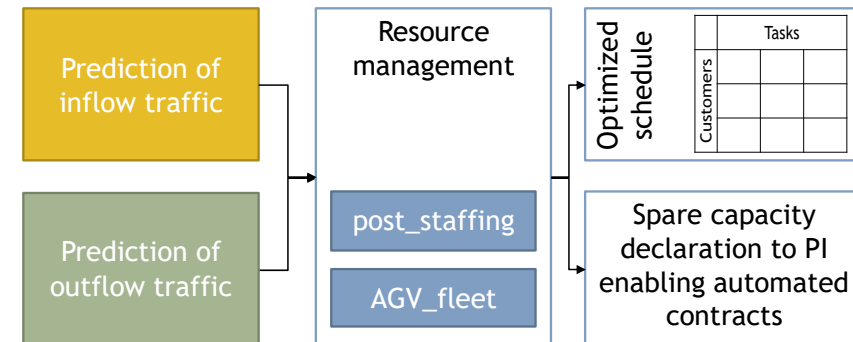 Prediction of
inflow traffic
Prediction of
outflow traffic
Resource
management
post_staffing
AGV_fleet
Optimized
schedule
Tasks
Customers
Spare capacity
declaration to PI
enabling automated
contracts